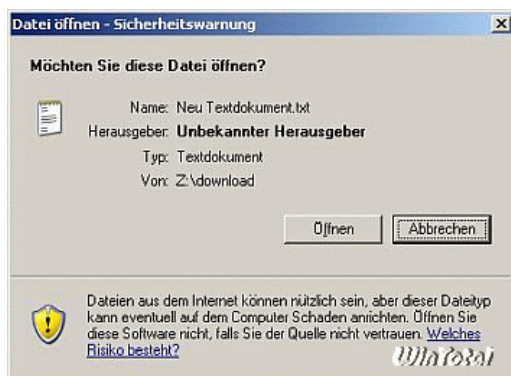 Datei öffnen - Sicherheitswarnung
Möchten Sie diese Datei öffnen?
Name: Neu Textdokument.txt
Herausgeber: Unbekannter Herausgeber
Typ: Textdokument
Von: Z:\download
Öffnen Abbrechen
Dateien aus dem Internet können nützlich sein, aber dieser Dateityp
kann eventuell auf dem Computer Schaden anrichten. Öffnen Sie
diese Software nicht, falls Sie der Quelle nicht vertrauen. Welches
Risiko besteht?
WinTotal